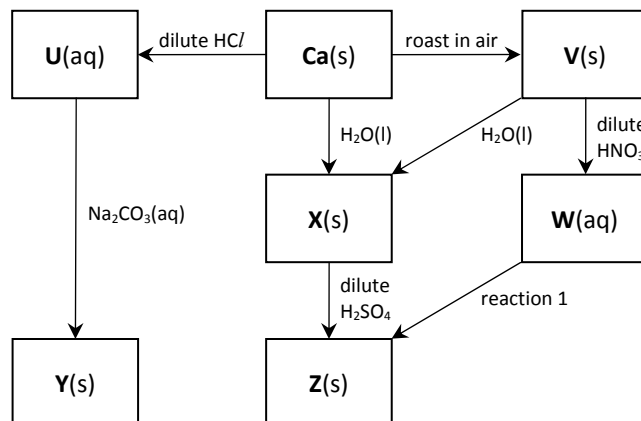 U(aq)
dilute HCl
Ca(s)
roast in air
V(s)
H₂O(l)
H₂O(l)
dilute
HNO₃
Na₂CO₃(aq)
X(s)
W(aq)
dilute
H₂SO₄
reaction 1
Y(s)
Z(s)